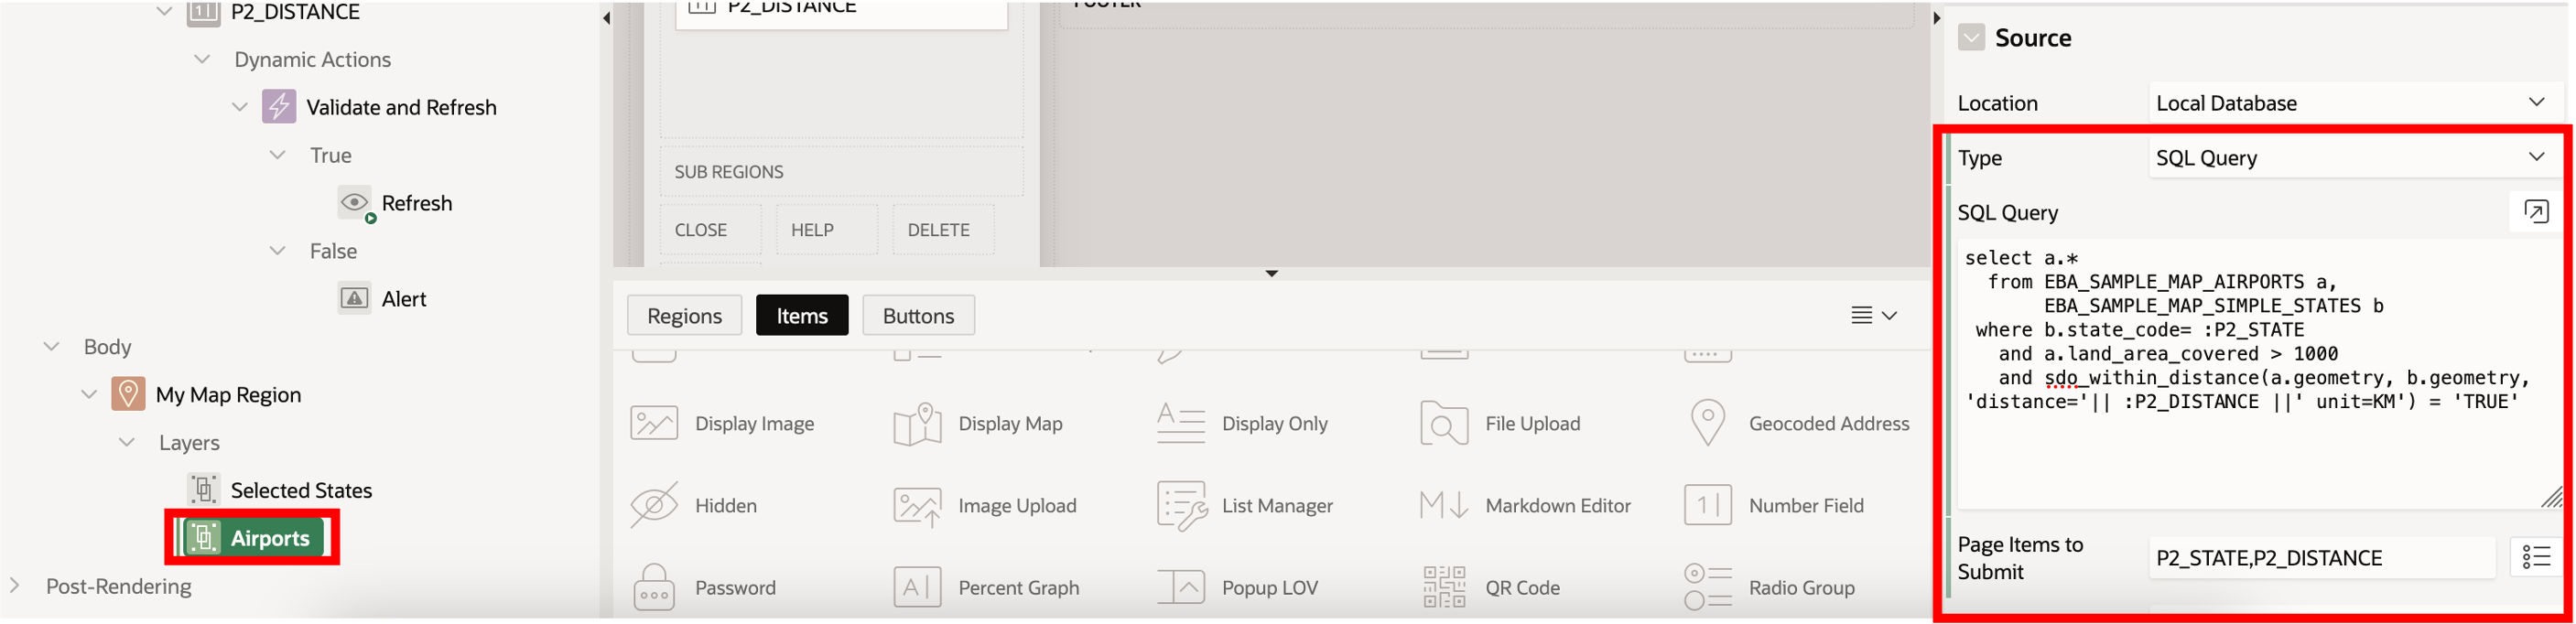 P2_DISTANCE
Dynamic Actions
Validate and Refresh
True
Refresh
False
Alert
Body
My Map Region
Layers
Selected States
Airports
Post-Rendering
P2_DISTANCE
FOOTER
SUB REGIONS
CLOSE HELP DELETE
Regions Items Buttons
Display Image Display Map Display Only File Upload Geocoded Address
Hidden Image Upload List Manager Markdown Editor Number Field
Password Percent Graph Popup LOV QR Code Radio Group
Source
Location Local Database
Type SQL Query
SQL Query
select a.*
from EBA_SAMPLE_MAP_AIRPORTS a,
EBA_SAMPLE_MAP_SIMPLE_STATES b
where b.state_code= :P2_STATE
and a.land_area_covered > 1000
and sdo_within_distance(a.geometry, b.geometry,
'distance='|| :P2_DISTANCE ||' unit=KM') = 'TRUE'
Page Items to
Submit
P2_STATE,P2_DISTANCE